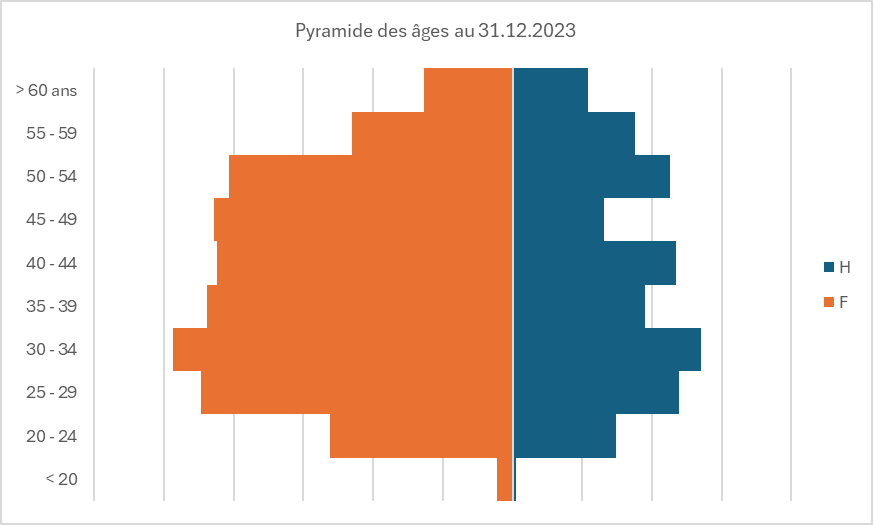 Pyramide des âges au 31.12.2023
> 60 ans
55 - 59
50 - 54
45 - 49
40 - 44
35 - 39
30 - 34
25 - 29
20 - 24
< 20
H
F